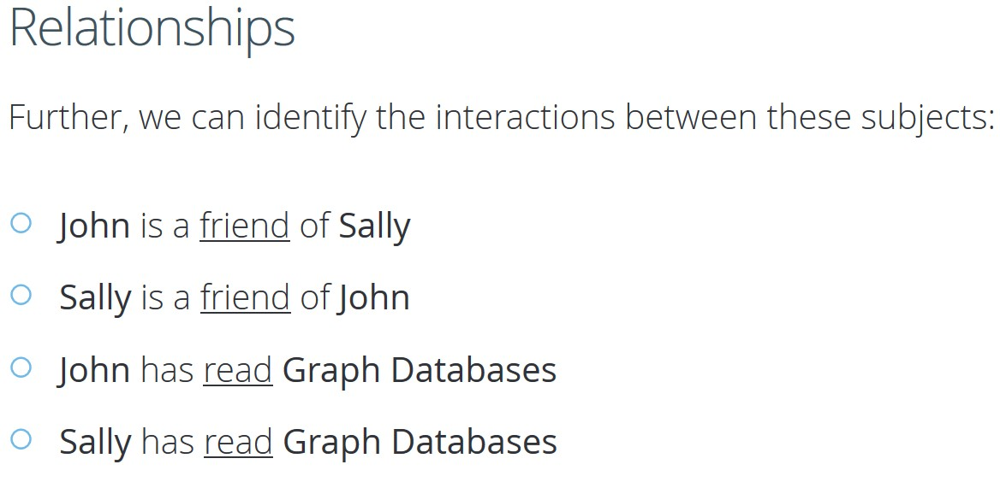 Relationships
Further, we can identify the interactions between these subjects:
John is a friend of Sally
Sally is a friend of John
John has read Graph Databases
Sally has read Graph Databases